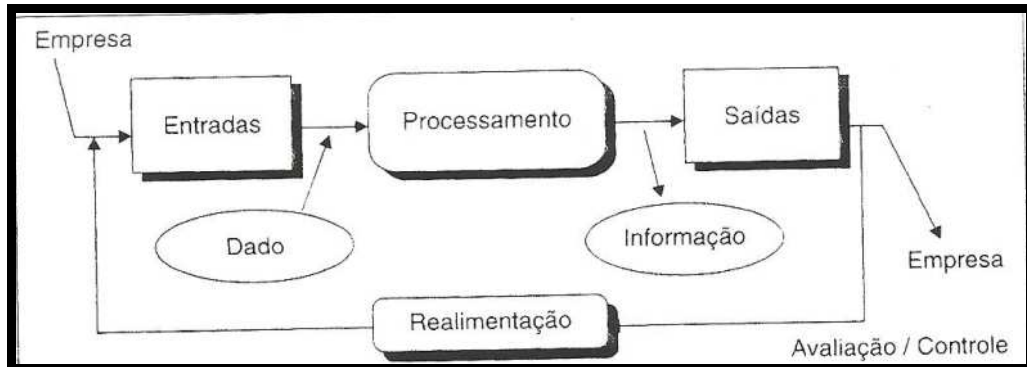 Empresa
Entradas
Processamento
Saídas
Dado
Informação
Empresa
Realimentação
Avaliação / Controle